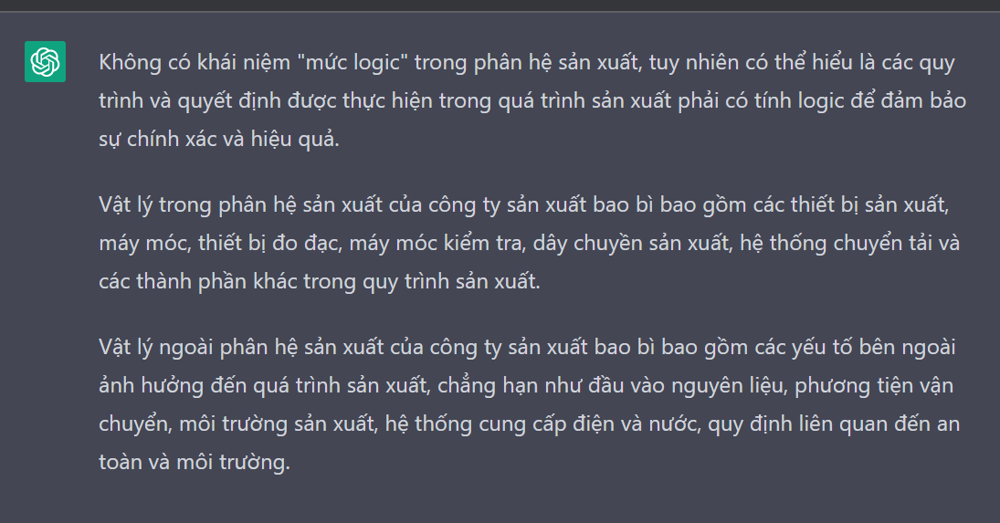 Không có khái niệm "mức logic" trong phân hệ sản xuất, tuy nhiên có thể hiểu là các quy
trình và quyết định được thực hiện trong quá trình sản xuất phải có tính logic để đảm bảo
sự chính xác và hiệu quả.
Vật lý trong phân hệ sản xuất của công ty sản xuất bao bì bao gồm các thiết bị sản xuất,
máy móc, thiết bị đo đạc, máy móc kiểm tra, dây chuyền sản xuất, hệ thống chuyển tải và
các thành phần khác trong quy trình sản xuất.
Vật lý ngoài phân hệ sản xuất của công ty sản xuất bao bì bao gồm các yếu tố bên ngoài
ảnh hưởng đến quá trình sản xuất, chẳng hạn như đầu vào nguyên liệu, phương tiện vận
chuyển, môi trường sản xuất, hệ thống cung cấp điện và nước, quy định liên quan đến an
toàn và môi trường.